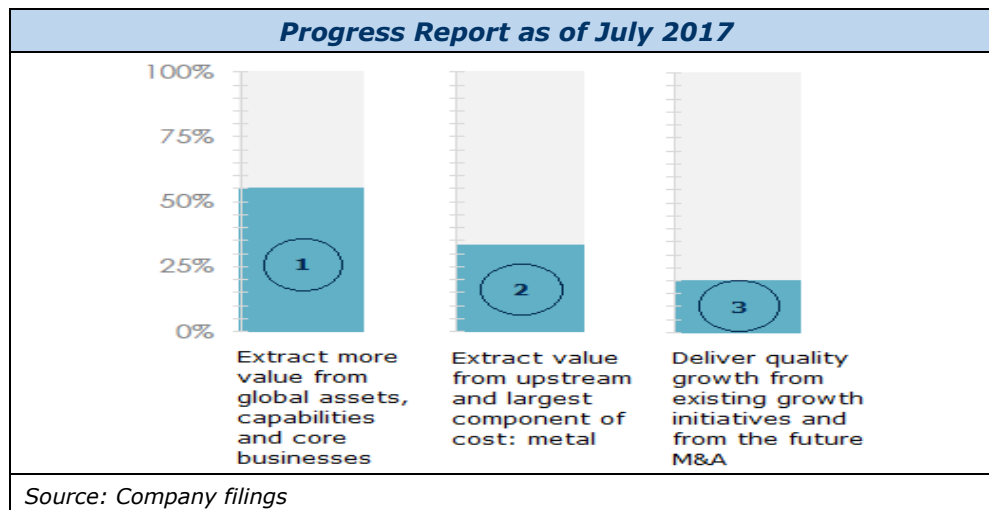 Progress Report as of July 2017
100%
75%
50%
25%
0%
1
2
3
Extract more
value from
global assets,
capabilities
and core
businesses
Extract value
from upstream
and largest
component of
cost: metal
Deliver quality
growth from
existing growth
initiatives and
from the future
M&A
Source: Company filings